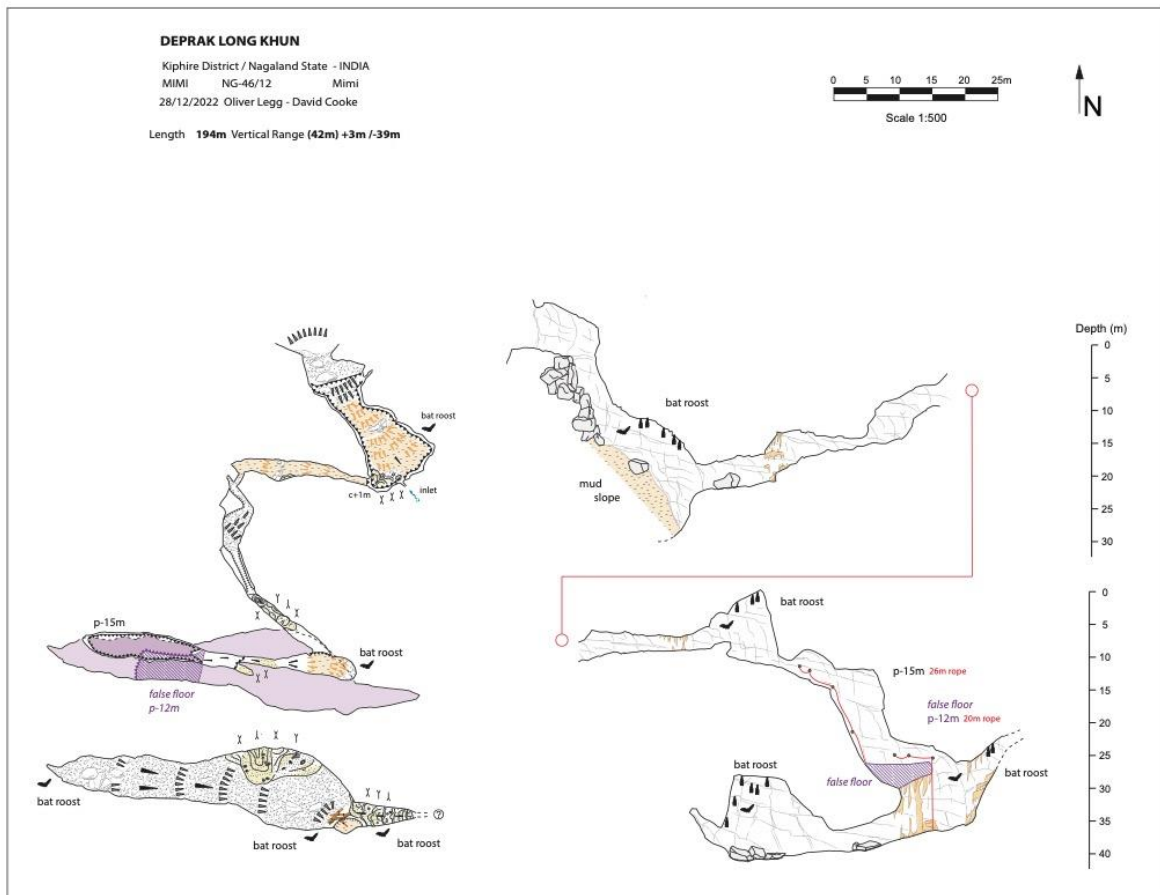 DEPRAK LONG KHUN
Kiphire District / Nagaland State - INDIA
MIMI NG-46/12 Mimi
28/12/2022 Oliver Legg - David Cooke
Length 194m Vertical Range (42m) +3m /-39m
0 5 10 15 20 25m
Scale 1:500
N
bat roost
c+1m
inlet
p-15m
bat roost
false floor
p-12m
bat roost
bat roost
bat roost
?
bat roost
mud
slope
Depth (m)
0
5
10
15
20
25
30
bat roost
p-15m 26m rope
false floor
p-12m 20m rope
false floor
bat roost
bat roost
0
5
10
15
20
25
30
35
40